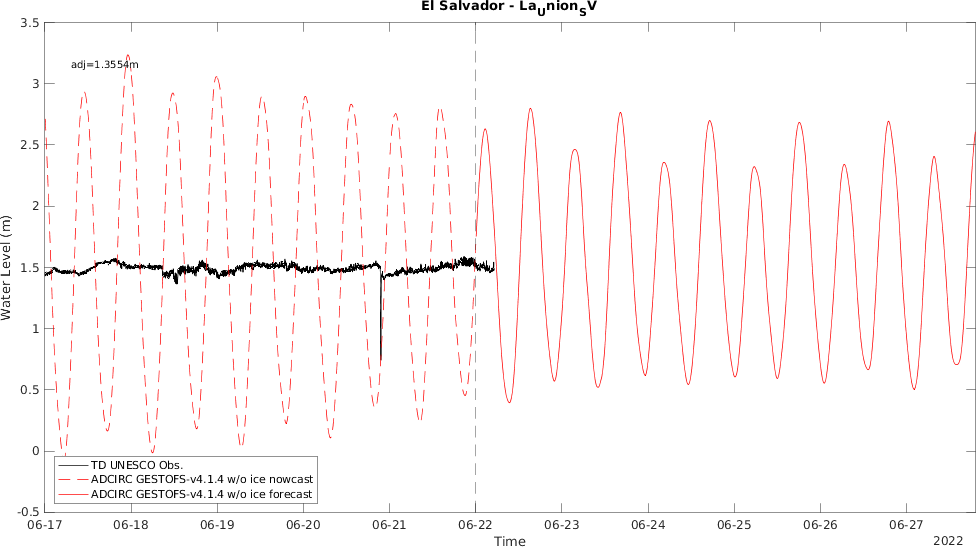 El Salvador - LaUnionSV
adj=1.3554m
3.5
3
2.5
2
1.5
1
0.5
0
-0.5
Water Level (m)
TD UNESCO Obs.
ADCIRC GESTOFS-v4.1.4 w/o ice nowcast
ADCIRC GESTOFS-v4.1.4 w/o ice forecast
06-17 06-18 06-19 06-20 06-21 06-22 06-23 06-24 06-25 06-26 06-27
Time
2022